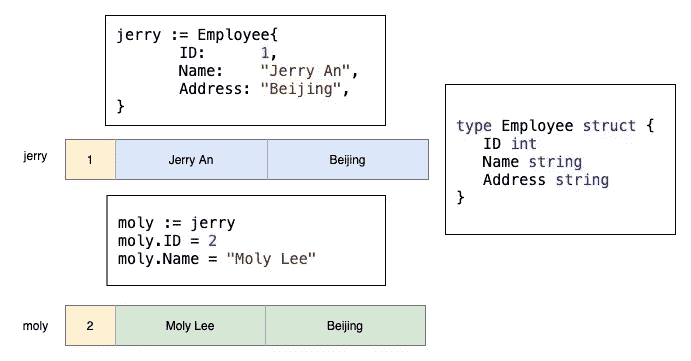 jerry := Employee{
ID: 1,
Name: "Jerry An",
Address: "Beijing",
}
jerry 1 Jerry An Beijing
moly := jerry
moly.ID = 2
moly.Name = "Moly Lee"
moly 2 Moly Lee Beijing
type Employee struct {
ID int
Name string
Address string
}